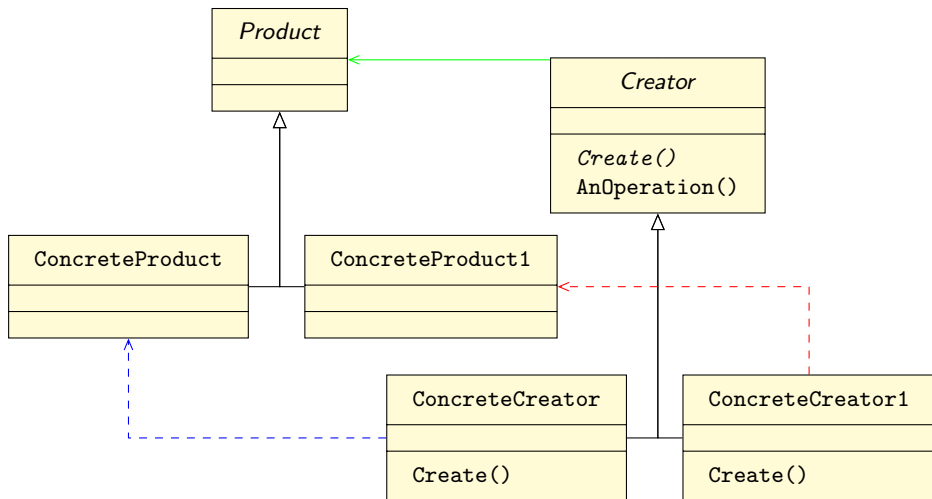 Product
Creator
Create()
AnOperation()
ConcreteProduct
ConcreteProduct1
ConcreteCreator
Create()
ConcreteCreator1
Create()